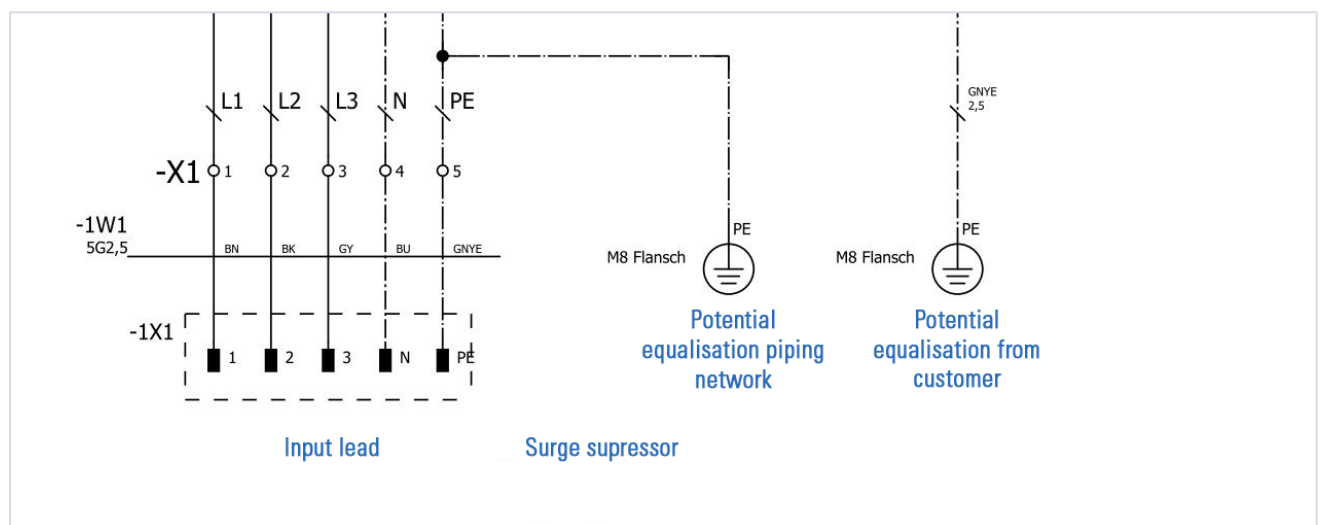 L1 L2 L3 N PE
GNYE
2,5
-X1 1 2 3 4 5
-1W1
5G2,5
BN BK GY BU GNYE
PE
M8 Flansch
PE
M8 Flansch
-1X1
1 2 3 N PE
Potential
equalisation piping
network
Potential
equalisation from
customer
Input lead
Surge supressor